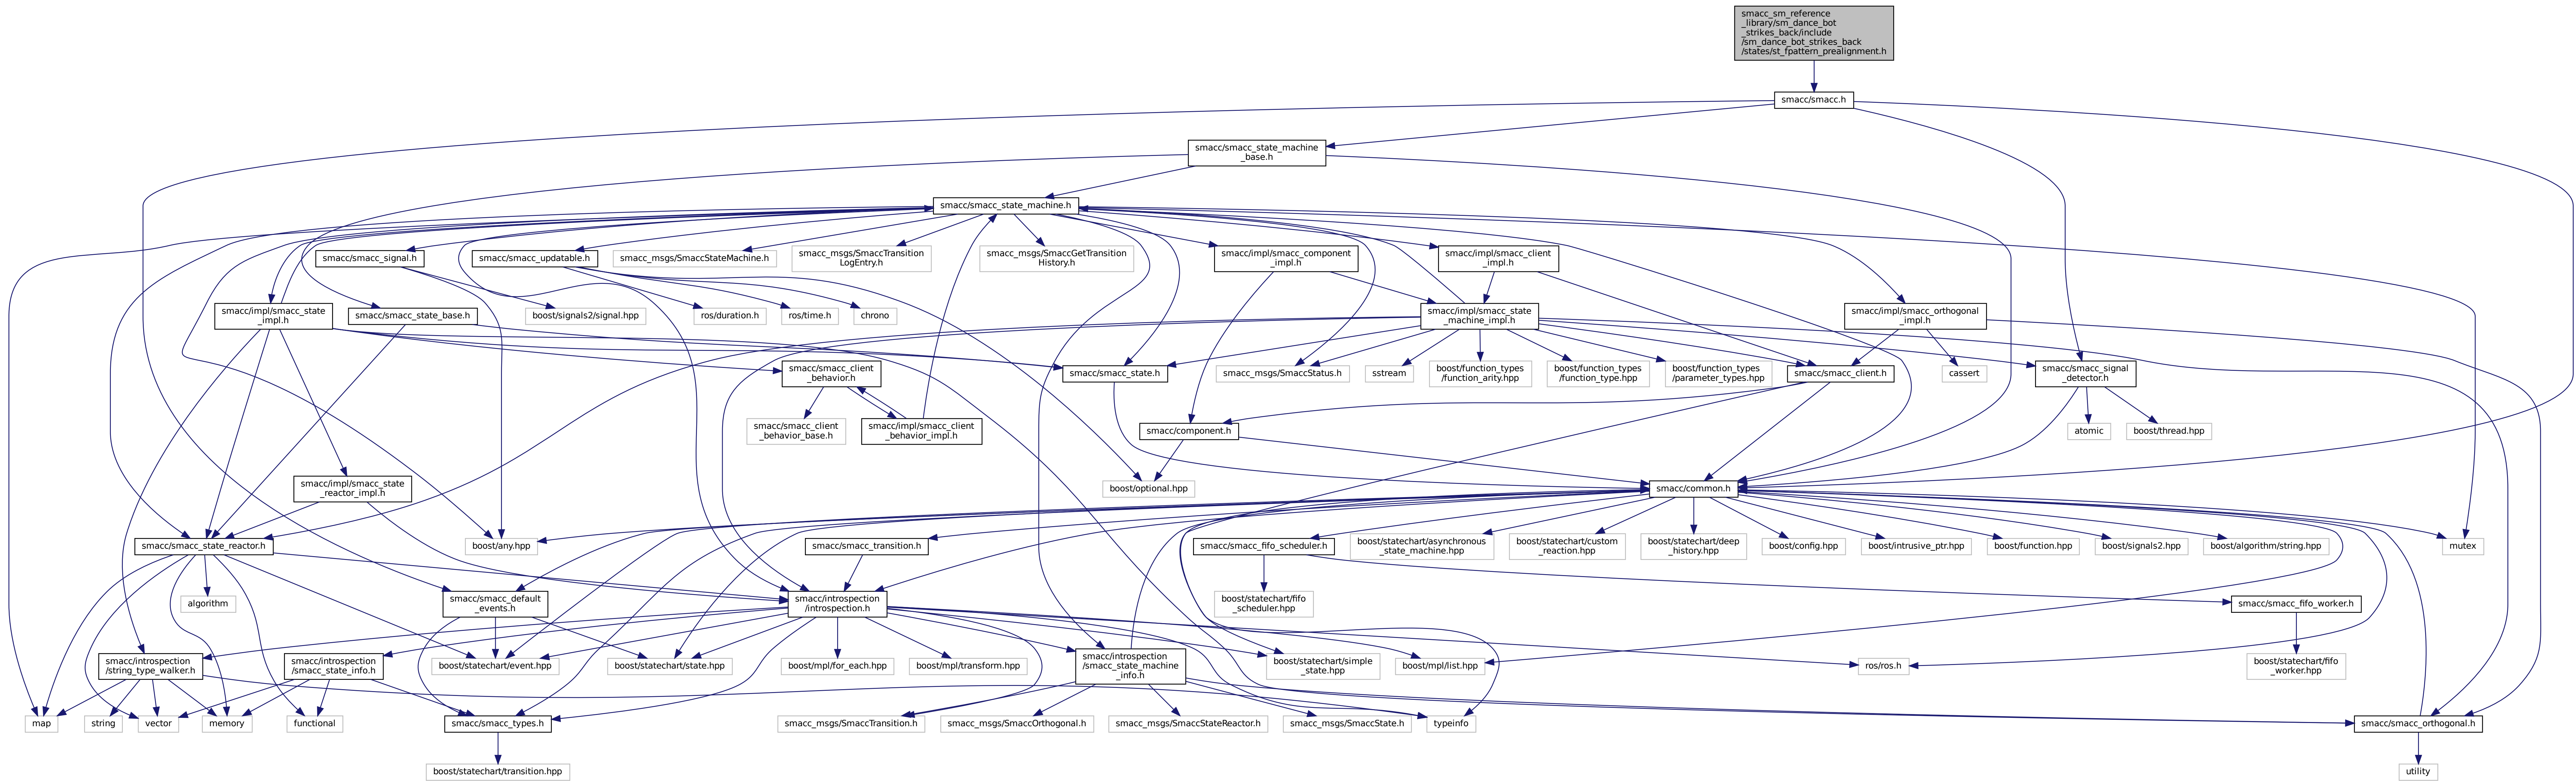 smacc_sm_reference
_library/sm_dance_bot
_strikes_back/include
/sm_dance_bot_strikes_back
/states/st_fpattern_prealignment.h
smacc/smacc.h
smacc/smacc_state_machine
_base.h
smacc/smacc_state_machine.h
smacc/smacc_signal.h
smacc/smacc_updatable.h
smacc_msgs/SmaccStateMachine.h
smacc_msgs/SmaccTransition
LogEntry.h
smacc_msgs/SmaccGetTransition
History.h
smacc/impl/smacc_component
_impl.h
smacc/impl/smacc_client
_impl.h
smacc/impl/smacc_state
_impl.h
smacc/smacc_state_base.h
boost/signals2/signal.hpp
ros/duration.h
ros/time.h
chrono
smacc/impl/smacc_state
_machine_impl.h
smacc/impl/smacc_orthogonal
_impl.h
smacc/smacc_client
_behavior.h
smacc/smacc_state.h
smacc_msgs/SmaccStatus.h
sstream
boost/function_types
/function_arity.hpp
boost/function_types
/function_type.hpp
boost/function_types
/parameter_types.hpp
smacc/smacc_client.h
cassert
smacc/smacc_signal
_detector.h
smacc/smacc_client
_behavior_base.h
smacc/impl/smacc_client
_behavior_impl.h
smacc/component.h
atomic
boost/thread.hpp
smacc/impl/smacc_state
_reactor_impl.h
boost/optional.hpp
smacc/common.h
smacc/smacc_state_reactor.h
boost/any.hpp
smacc/smacc_transition.h
smacc/smacc_fifo_scheduler.h
boost/statechart/asynchronous
_state_machine.hpp
boost/statechart/custom
_reaction.hpp
boost/statechart/deep
_history.hpp
boost/config.hpp
boost/intrusive_ptr.hpp
boost/function.hpp
boost/signals2.hpp
boost/algorithm/string.hpp
mutex
algorithm
smacc/smacc_default
_events.h
smacc/introspection
/introspection.h
boost/statechart/fifo
_scheduler.hpp
smacc/smacc_fifo_worker.h
smacc/introspection
/string_type_walker.h
smacc/introspection
/smacc_state_info.h
boost/statechart/event.hpp
boost/statechart/state.hpp
boost/mpl/for_each.hpp
boost/mpl/transform.hpp
smacc/introspection
/smacc_state_machine
_info.h
boost/statechart/simple
_state.hpp
boost/mpl/list.hpp
ros/ros.h
boost/statechart/fifo
_worker.hpp
map
string
vector
memory
functional
smacc/smacc_types.h
smacc_msgs/SmaccTransition.h
smacc_msgs/SmaccOrthogonal.h
smacc_msgs/SmaccStateReactor.h
smacc_msgs/SmaccState.h
typeinfo
smacc/smacc_orthogonal.h
boost/statechart/transition.hpp
utility